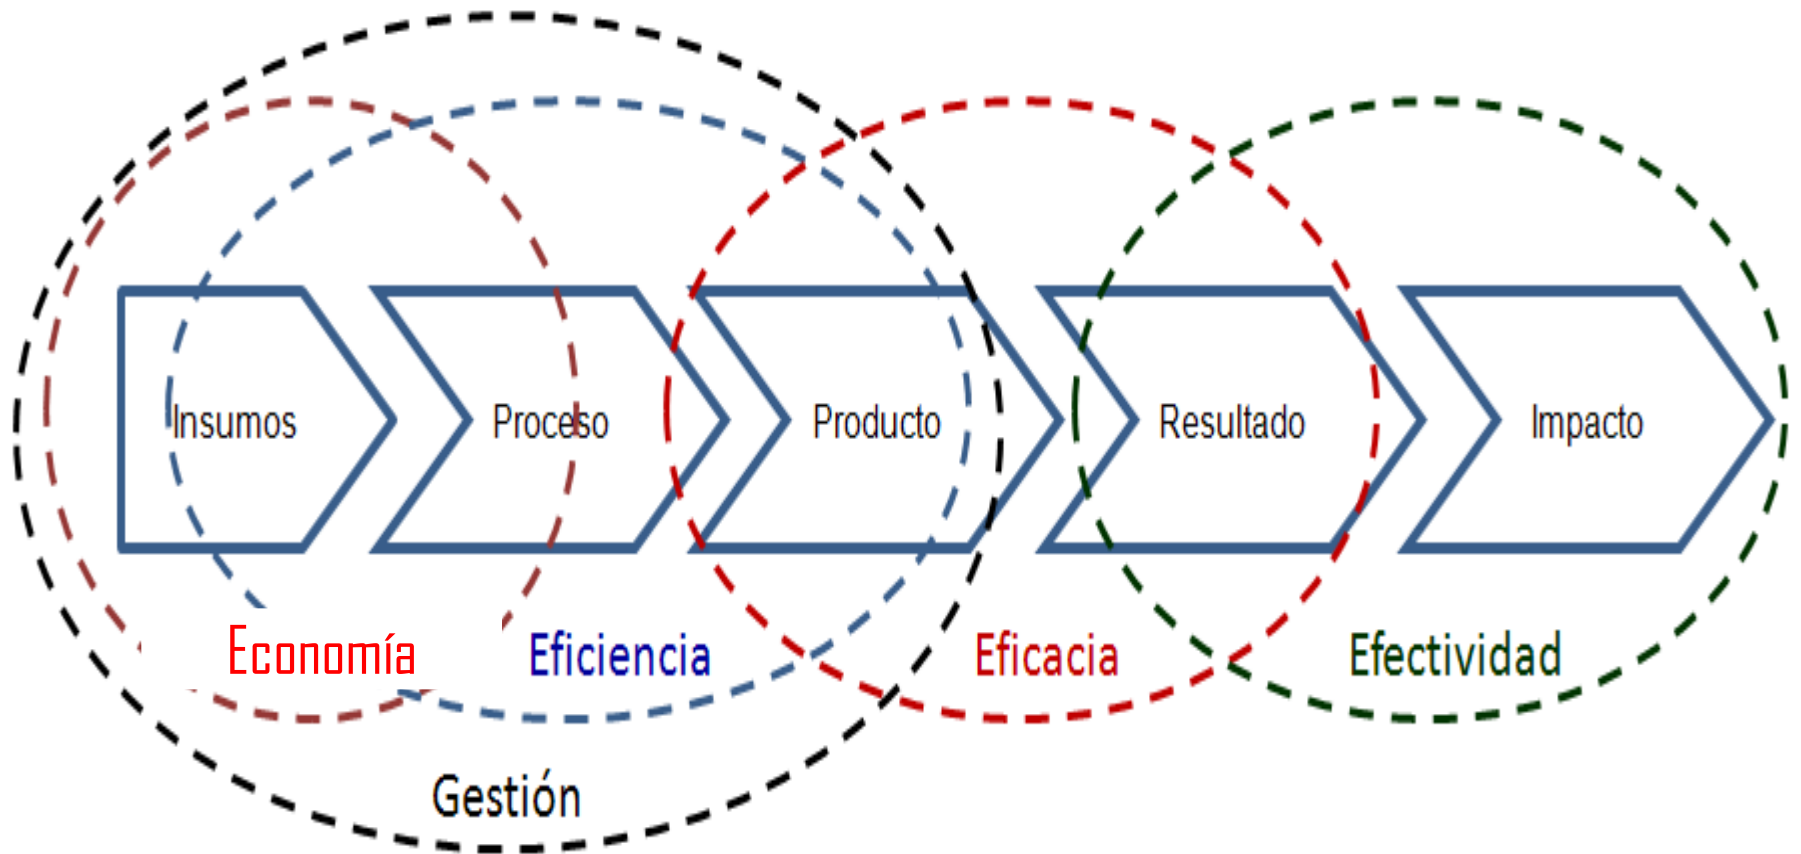 Insumos
Proceso
Producto
Resultado
Impacto
Economía
Eficiencia
Eficacia
Efectividad
Gestión